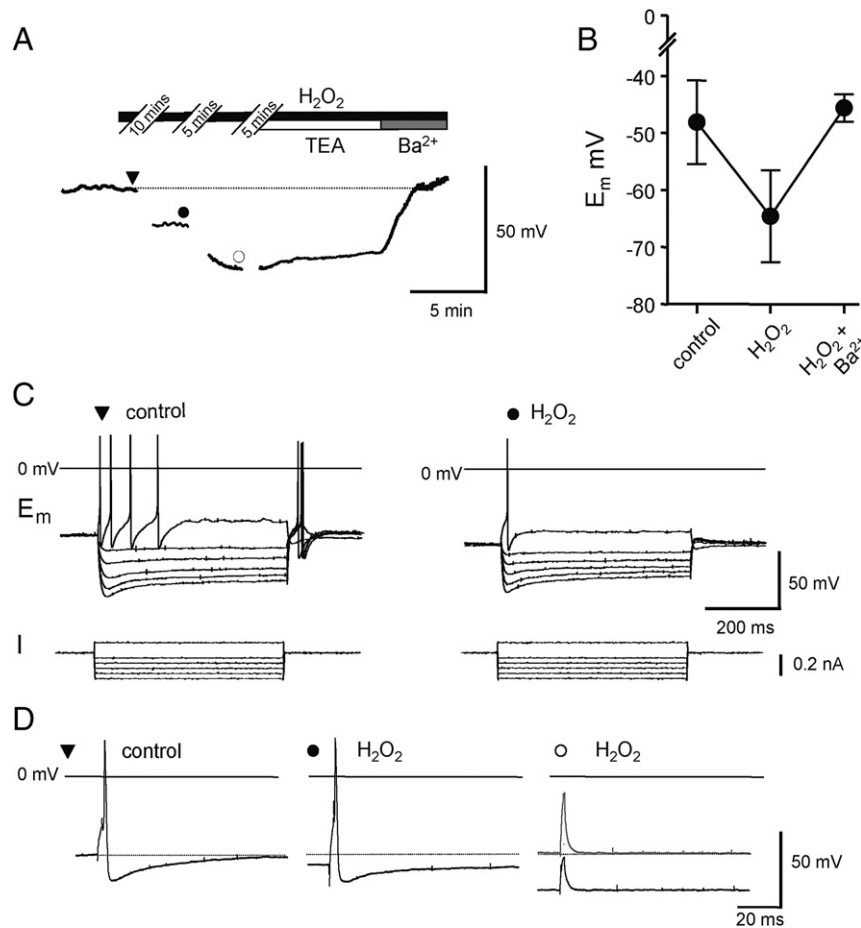 A
H₂O₂
10 mins 5 mins 5 mins
TEA Ba²⁺
50 mV
5 min
B
0
-40
-50
-60
-70
-80
Eₘ mV
control
H₂O₂
H₂O₂ +
Ba²⁺
C
control
H₂O₂
0 mV
0 mV
Eₘ
50 mV
200 ms
I
0.2 nA
D
control
H₂O₂
H₂O₂
0 mV
50 mV
20 ms